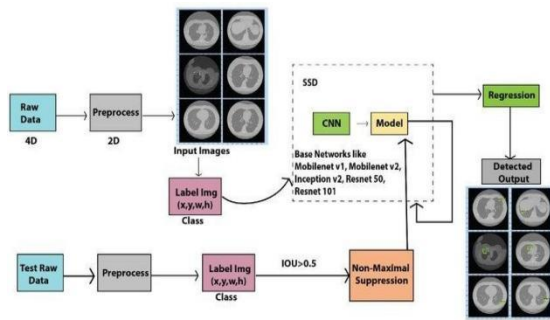 Raw
Data
4D
Preprocess
2D
Input Images
Label Img
(x,y,w,h)
Class
SSD
CNN
Model
Base Networks like
Mobilenet v1, Mobilenet v2,
Inception v2, Resnet 50,
Resnet 101
Regression
Detected
Output
Test Raw
Data
Preprocess
Label Img
(x,y,w,h)
Class
IOU>0.5
Non-Maximal
Suppression